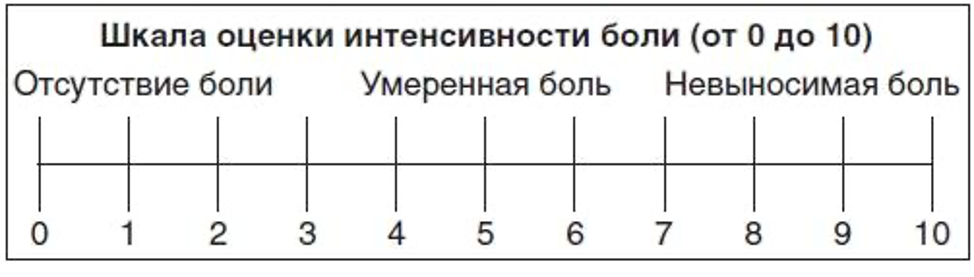 Шкала оценки интенсивности боли (от 0 до 10)
Отсутствие боли Умеренная боль Невыносимая боль
0 1 2 3 4 5 6 7 8 9 10